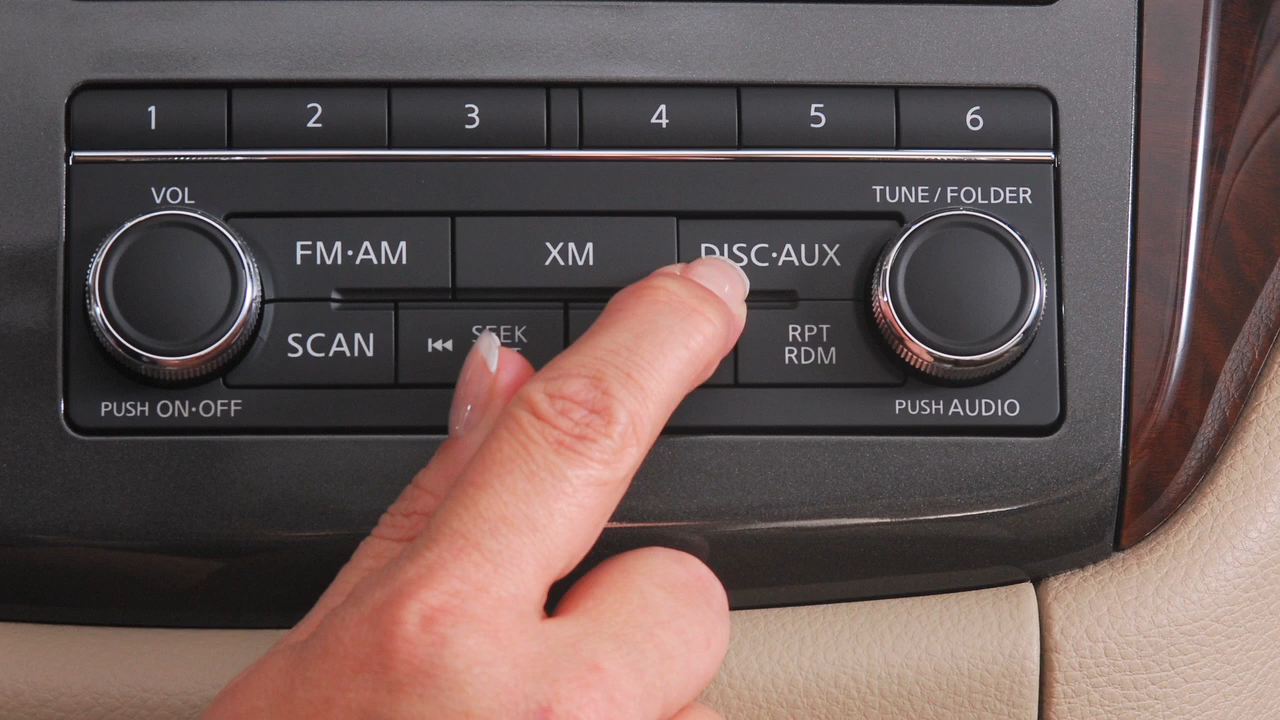 1 2 3 4 5 6
VOL
TUNE / FOLDER
FM·AM XM DISC·AUX
SCAN
SEEK
RPT
RDM
PUSH ON·OFF
PUSH AUDIO